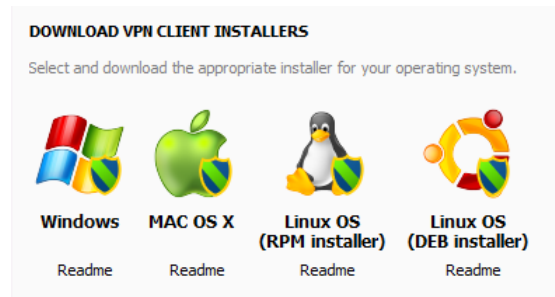 DOWNLOAD VPN CLIENT INSTALLERS
Select and download the appropriate installer for your operating system.
Windows
MAC OS X
Linux OS
(RPM installer)
Linux OS
(DEB installer)
Readme
Readme
Readme
Readme